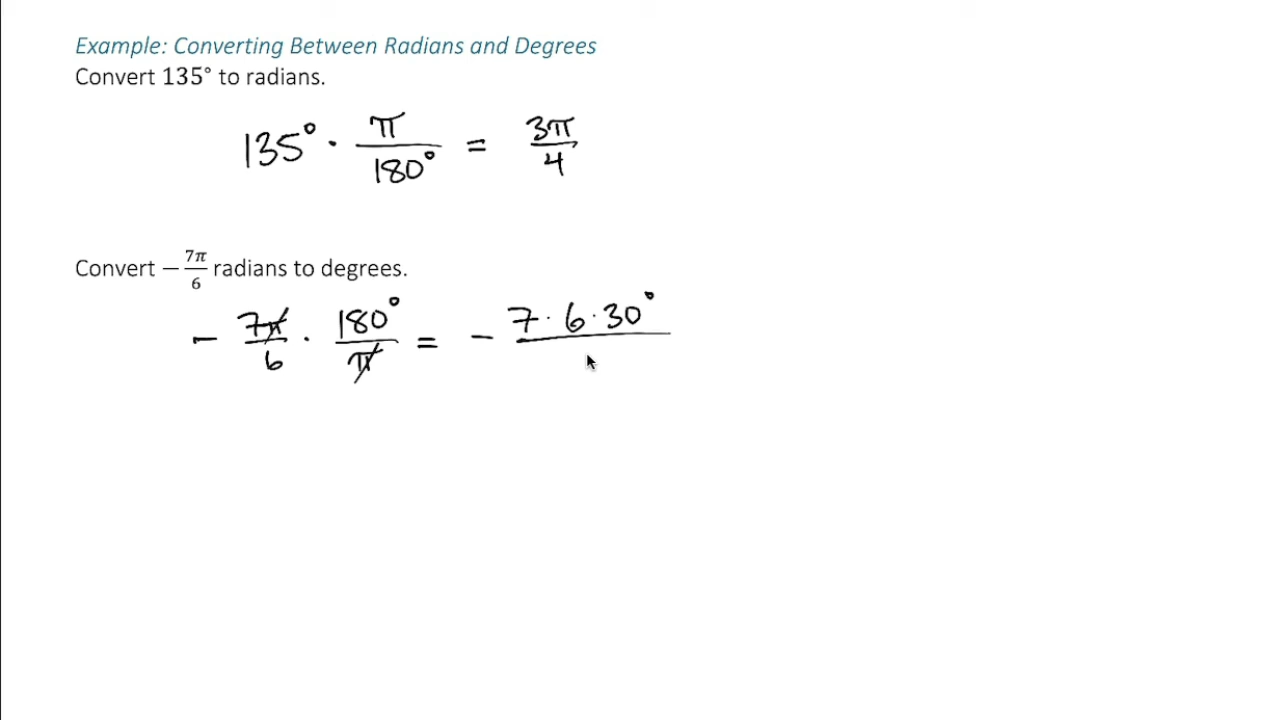 Example: Converting Between Radians and Degrees
Convert 135° to radians.
135° · π/180° = 3π/4
Convert −7π/6 radians to degrees.
- 7π/6 · 180°/π = - 7·6·30°